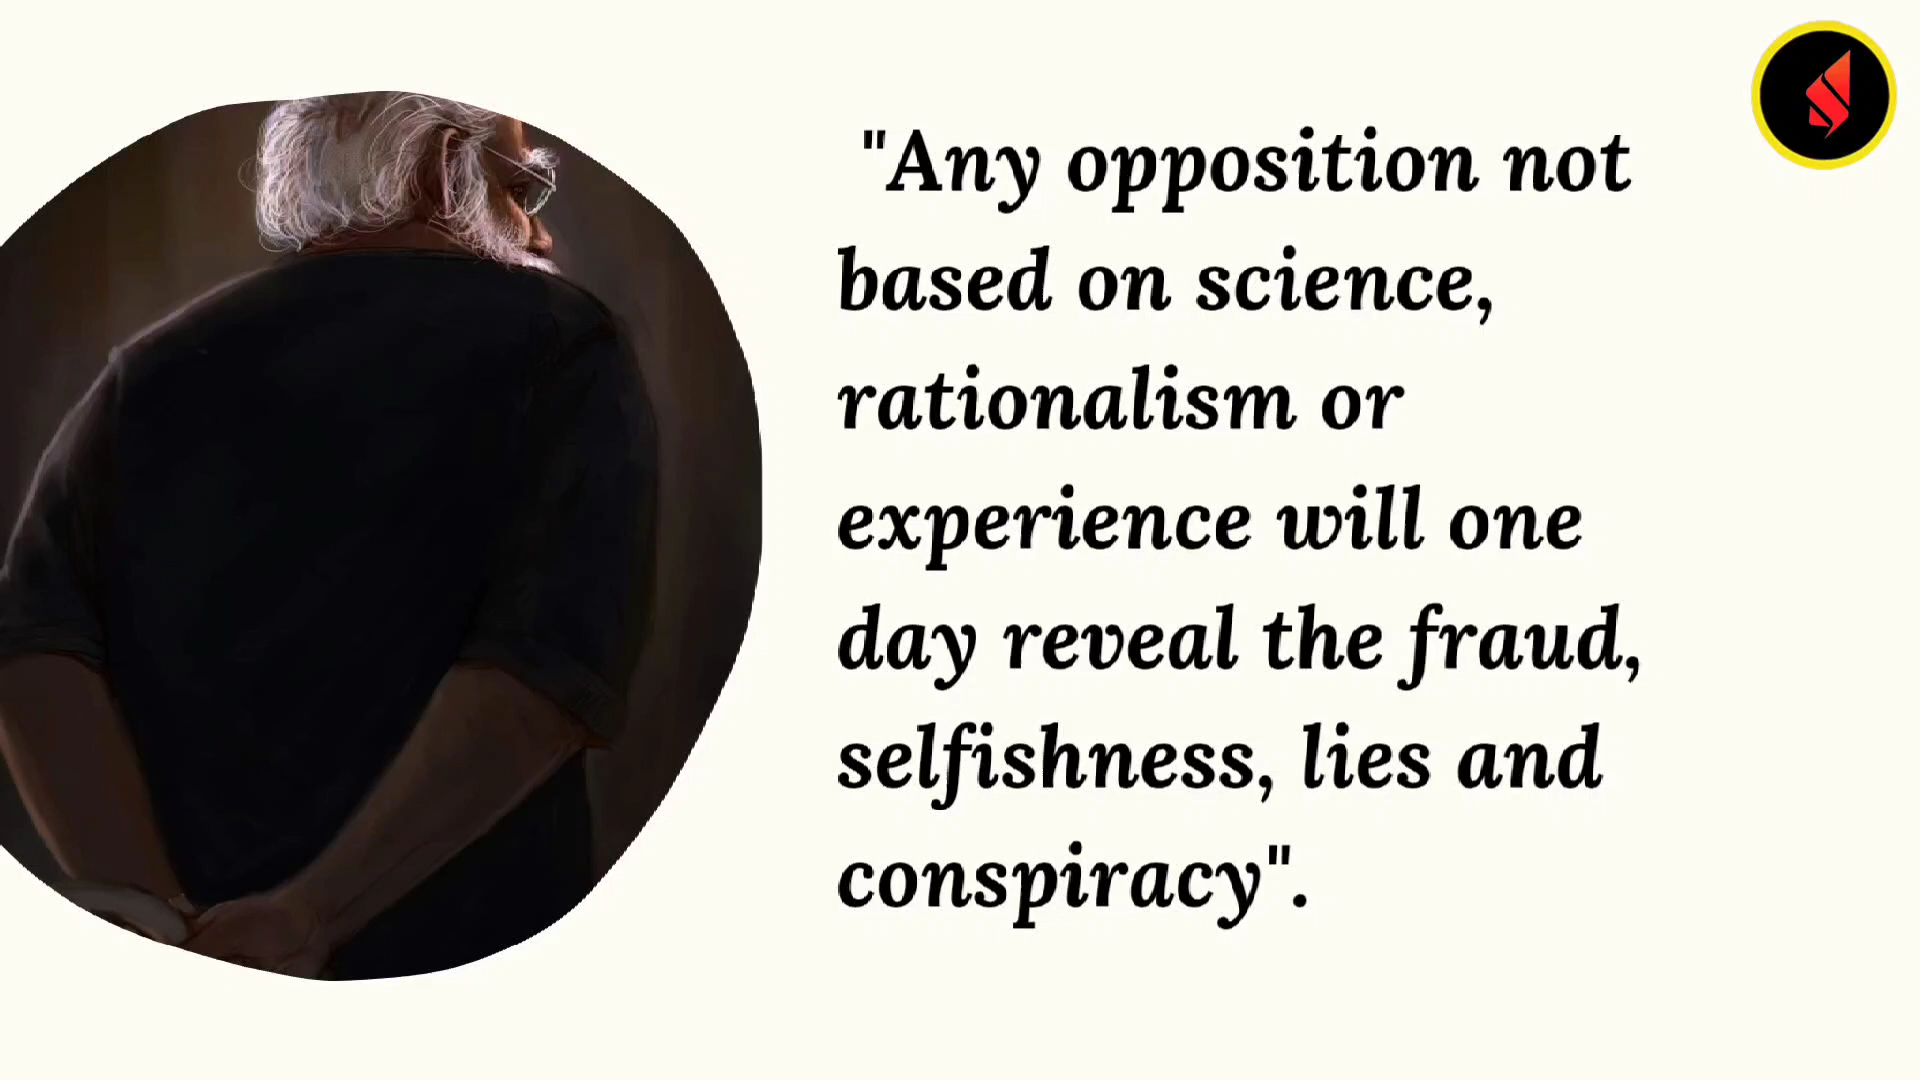 "Any opposition not
based on science,
rationalism or
experience will one
day reveal the fraud,
selfishness, lies and
conspiracy".